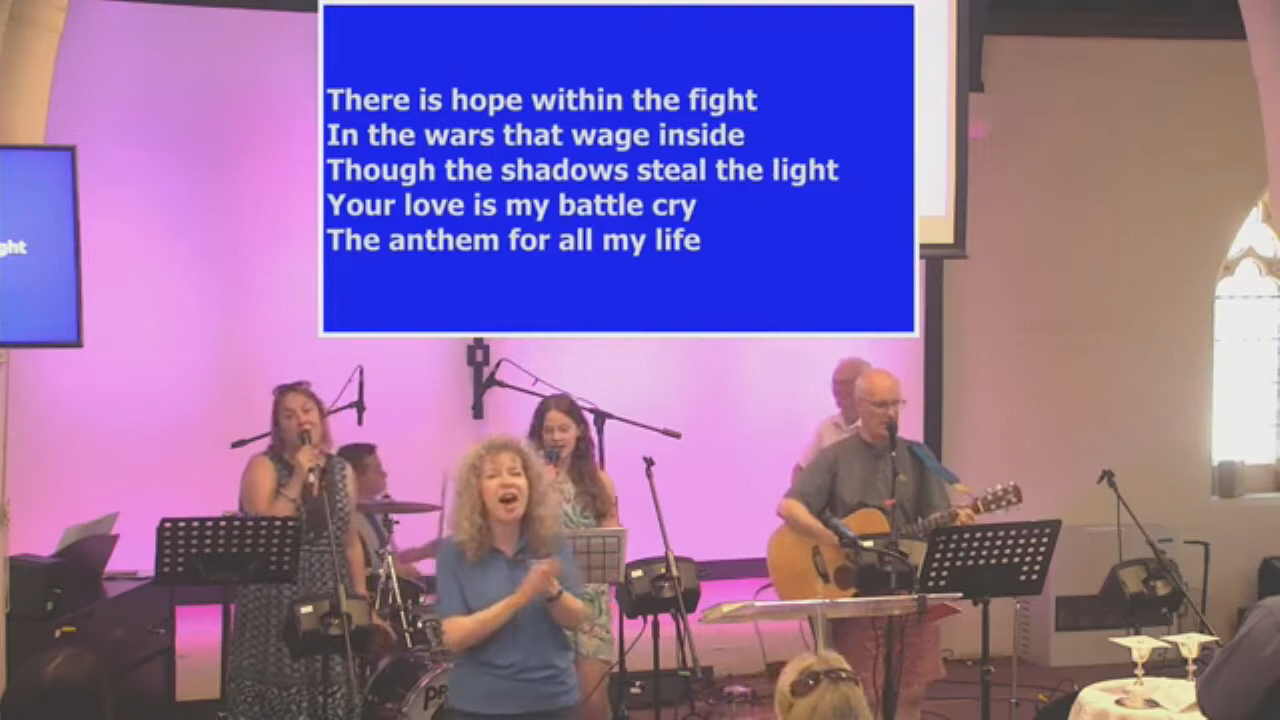 There is hope within the fight
In the wars that wage inside
Though the shadows steal the light
Your love is my battle cry
The anthem for all my life
ght